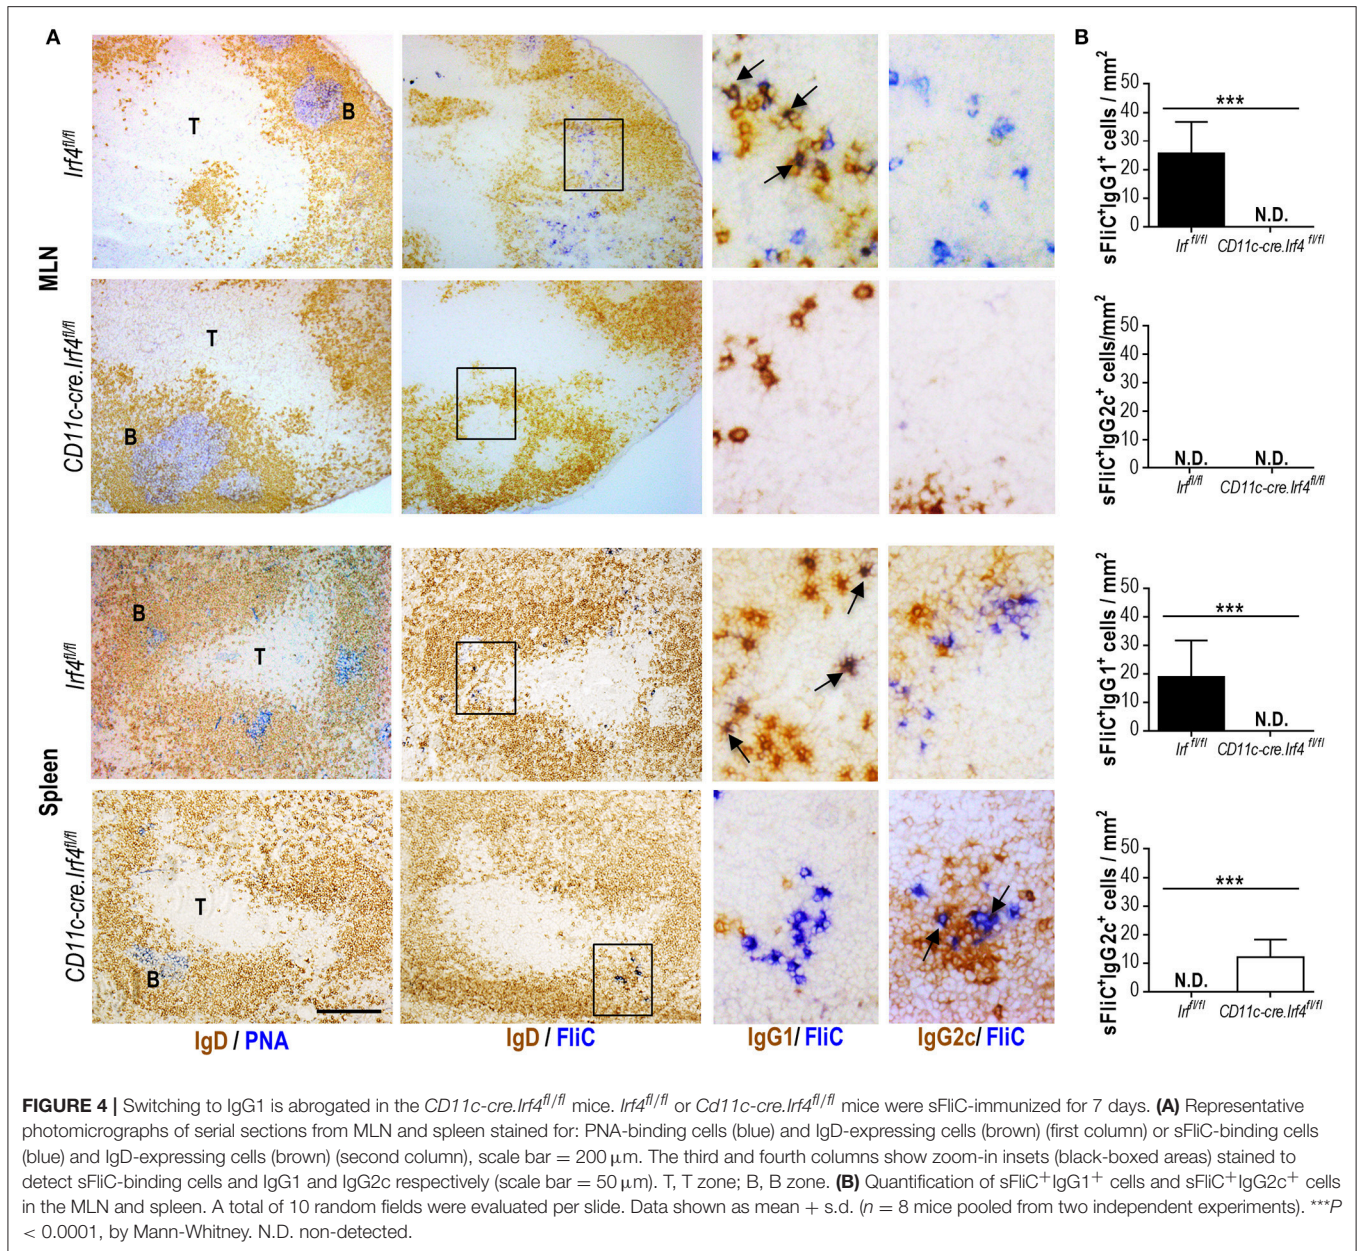 A
B
MLN
Irf4fl/fl
T
B
CD11c-cre.Irf4fl/fl
T
B
Spleen
Irf4fl/fl
B
T
CD11c-cre.Irf4fl/fl
T
B
IgD / PNA
IgD / FliC
IgG1/ FliC
IgG2c/ FliC
sFliC+IgG1+ cells / mm2
50
40
30
20
10
0
***
N.D.
Irf fl/fl
CD11c-cre.Irf4 fl/fl
sFliC+IgG2c+ cells/mm2
50
40
30
20
10
0
N.D.
N.D.
Irf fl/fl
CD11c-cre.Irf4fl/fl
sFliC+IgG1+ cells / mm2
50
40
30
20
10
0
***
N.D.
Irf fl/fl
CD11c-cre.Irf4 fl/fl
sFliC+IgG2c+ cells / mm2
50
40
30
20
10
0
***
N.D.
Irf fl/fl
CD11c-cre.Irf4fl/fl
FIGURE 4 | Switching to IgG1 is abrogated in the CD11c-cre.Irf4fl/fl mice. Irf4fl/fl or Cd11c-cre.Irf4fl/fl mice were sFliC-immunized for 7 days. (A) Representative
photomicrographs of serial sections from MLN and spleen stained for: PNA-binding cells (blue) and IgD-expressing cells (brown) (first column) or sFliC-binding cells
(blue) and IgD-expressing cells (brown) (second column), scale bar = 200 μm. The third and fourth columns show zoom-in insets (black-boxed areas) stained to
detect sFliC-binding cells and IgG1 and IgG2c respectively (scale bar = 50 μm). T, T zone; B, B zone. (B) Quantification of sFliC+IgG1+ cells and sFliC+IgG2c+ cells
in the MLN and spleen. A total of 10 random fields were evaluated per slide. Data shown as mean + s.d. (n = 8 mice pooled from two independent experiments). ***P
< 0.0001, by Mann-Whitney. N.D. non-detected.